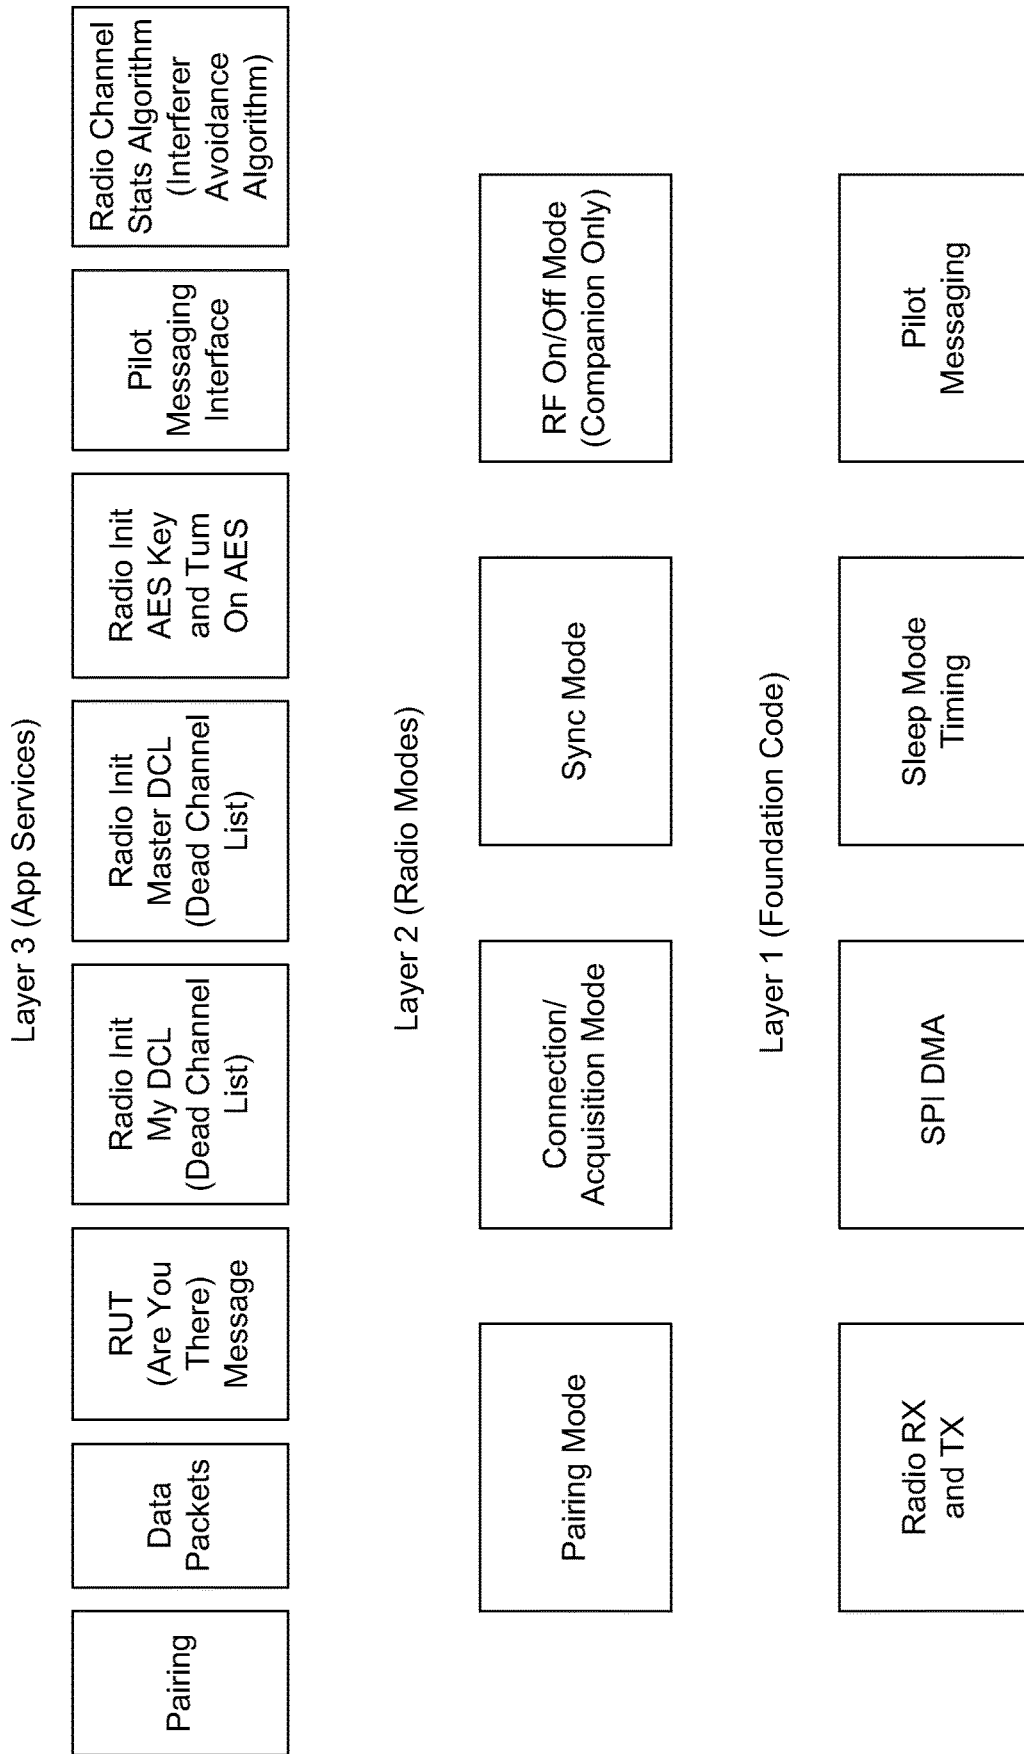 Layer 3 (App Services)
Pairing
Data
Packets
RUT
(Are You
There)
Message
Radio Init
My DCL
(Dead Channel
List)
Radio Init
Master DCL
(Dead Channel
List)
Radio Init
AES Key
and Tum
On AES
Pilot
Messaging
Interface
Radio Channel
Stats Algorithm
(Interferer
Avoidance
Algorithm)
Layer 2 (Radio Modes)
Pairing Mode
Connection/
Acquisition Mode
Sync Mode
RF On/Off Mode
(Companion Only)
Layer 1 (Foundation Code)
Radio RX
and TX
SPI DMA
Sleep Mode
Timing
Pilot
Messaging